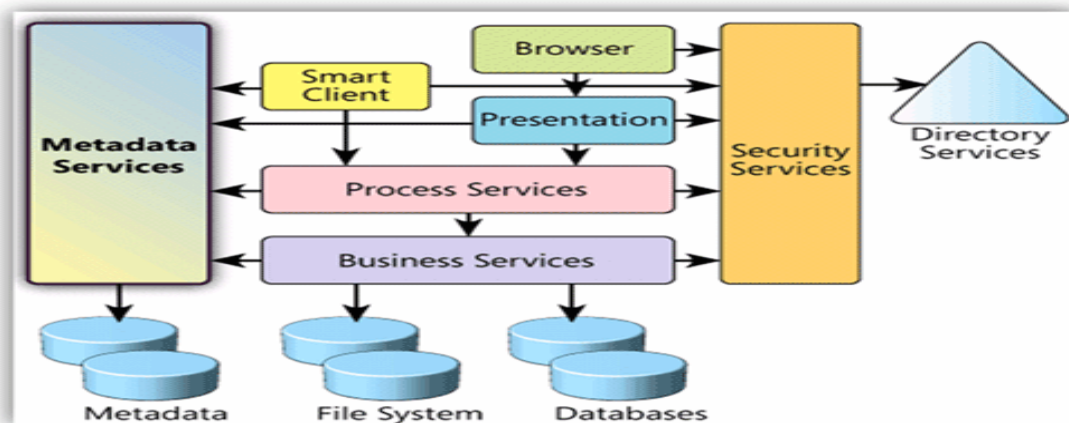 Browser
Smart
Client
Presentation
Metadata
Services
Security
Services
Directory
Services
Process Services
Business Services
Metadata
File System
Databases